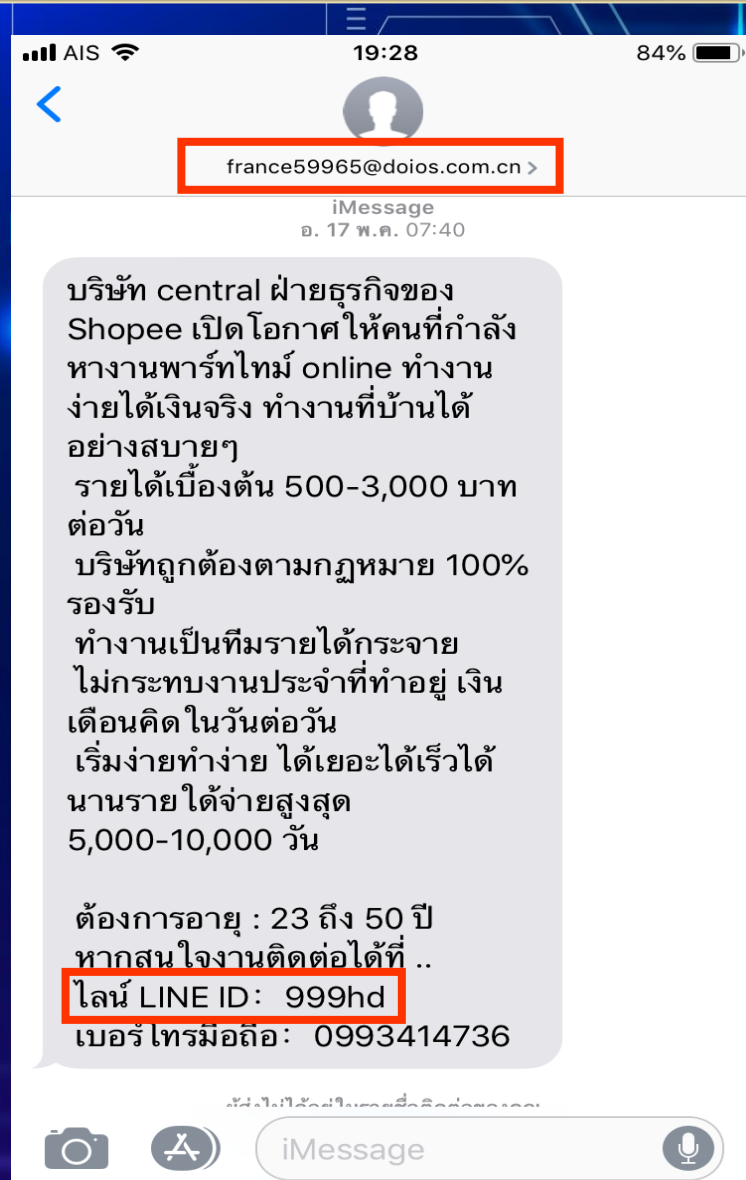 AIS 19:28 84%
france59965@doios.com.cn >
iMessage
อ. 17 พ.ค. 07:40
บริษัท central ฝ่ายธุรกิจของ
Shopee เปิดโอกาศให้คนที่กำลัง
หางานพาร์ทไทม์ online ทำงาน
ง่ายได้เงินจริง ทำงานที่บ้านได้
อย่างสบายๆ
รายได้เบื้องต้น 500-3,000 บาท
ต่อวัน
บริษัทถูกต้องตามกฏหมาย 100%
รองรับ
ทำงานเป็นทีมรายได้กระจาย
ไม่กระทบงานประจำที่ทำอยู่ เงิน
เดือนคิดในวันต่อวัน
เริ่มง่ายทำง่าย ได้เยอะได้เร็วได้
นานรายได้จ่ายสูงสุด
5,000-10,000 วัน
ต้องการอายุ : 23 ถึง 50 ปี
หากสนใจงานติดต่อได้ที่ ..
ไลน์ LINE ID： 999hd
เบอร์โทรมือถือ： 0993414736
iMessage